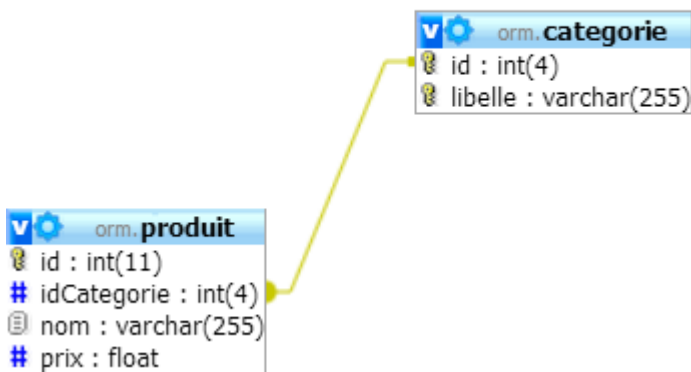 v orm.categorie
id : int(4)
libelle : varchar(255)
v orm.produit
id : int(11)
# idCategorie : int(4)
nom : varchar(255)
# prix : float